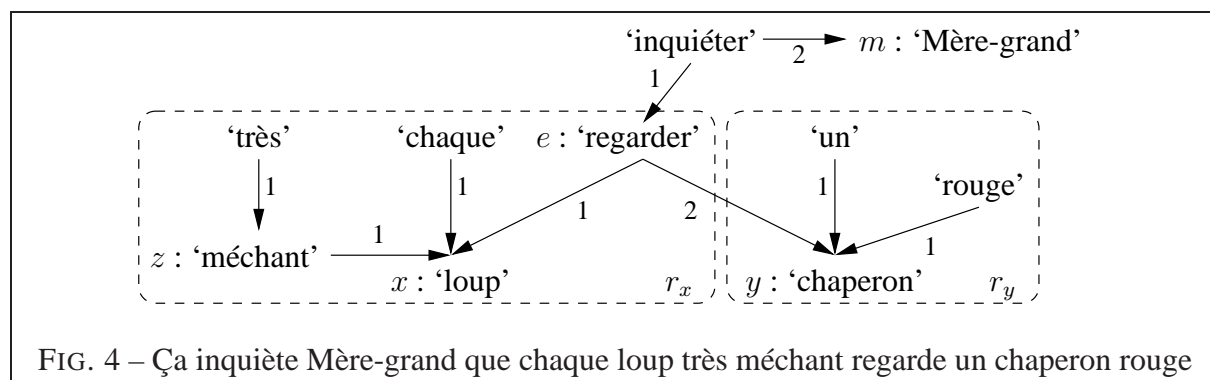 ‘inquiéter’ 2 m : ‘Mère-grand’
1
‘très’ ‘chaque’ e : ‘regarder’ ‘un’
1 1 1 ‘rouge’
1 2
z : ‘méchant’ 1 1
x : ‘loup’ r_x y : ‘chaperon’ r_y
FIG. 4 – Ça inquiète Mère-grand que chaque loup très méchant regarde un chaperon rouge